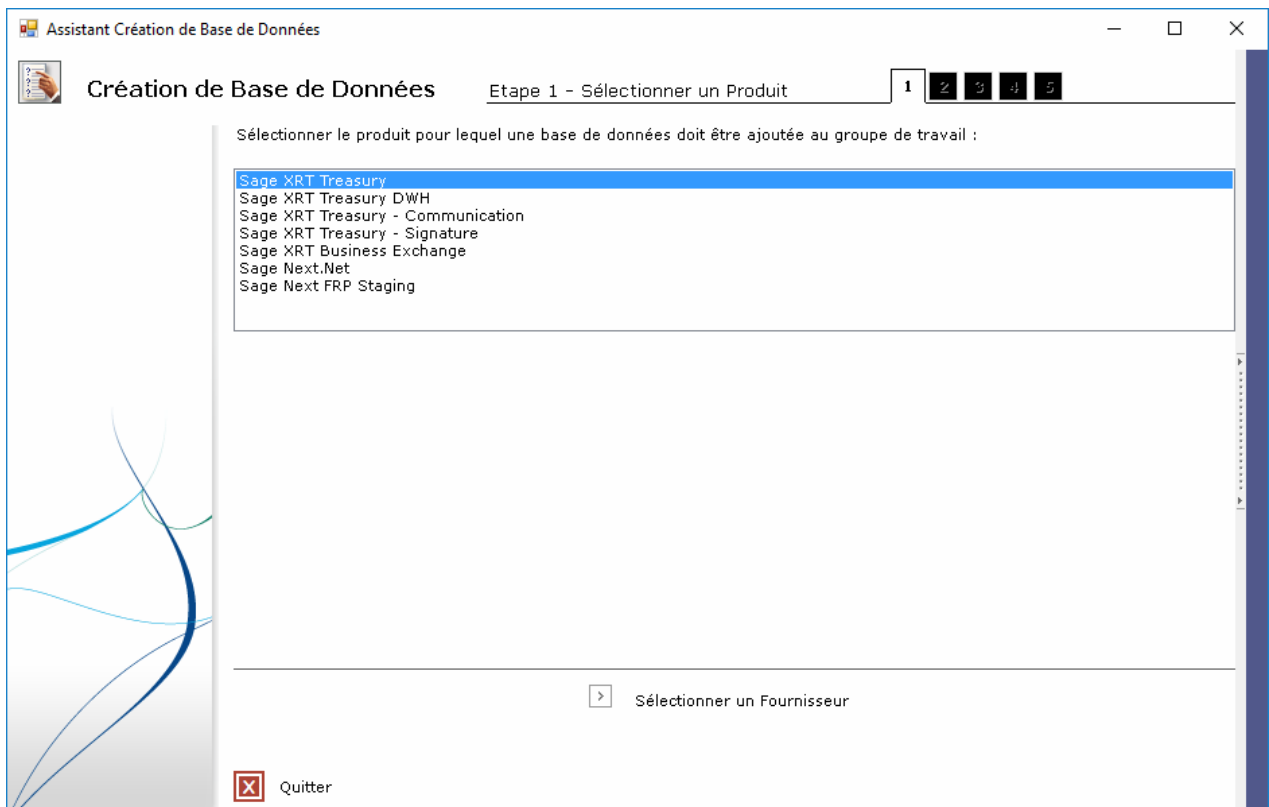 Assistant Création de Base de Données
Création de Base de Données
Etape 1 - Sélectionner un Produit
1 2 3 4 5
Sélectionner le produit pour lequel une base de données doit être ajoutée au groupe de travail :
Sage XRT Treasury
Sage XRT Treasury DWH
Sage XRT Treasury - Communication
Sage XRT Treasury - Signature
Sage XRT Business Exchange
Sage Next.Net
Sage Next FRP Staging
Sélectionner un Fournisseur
Quitter